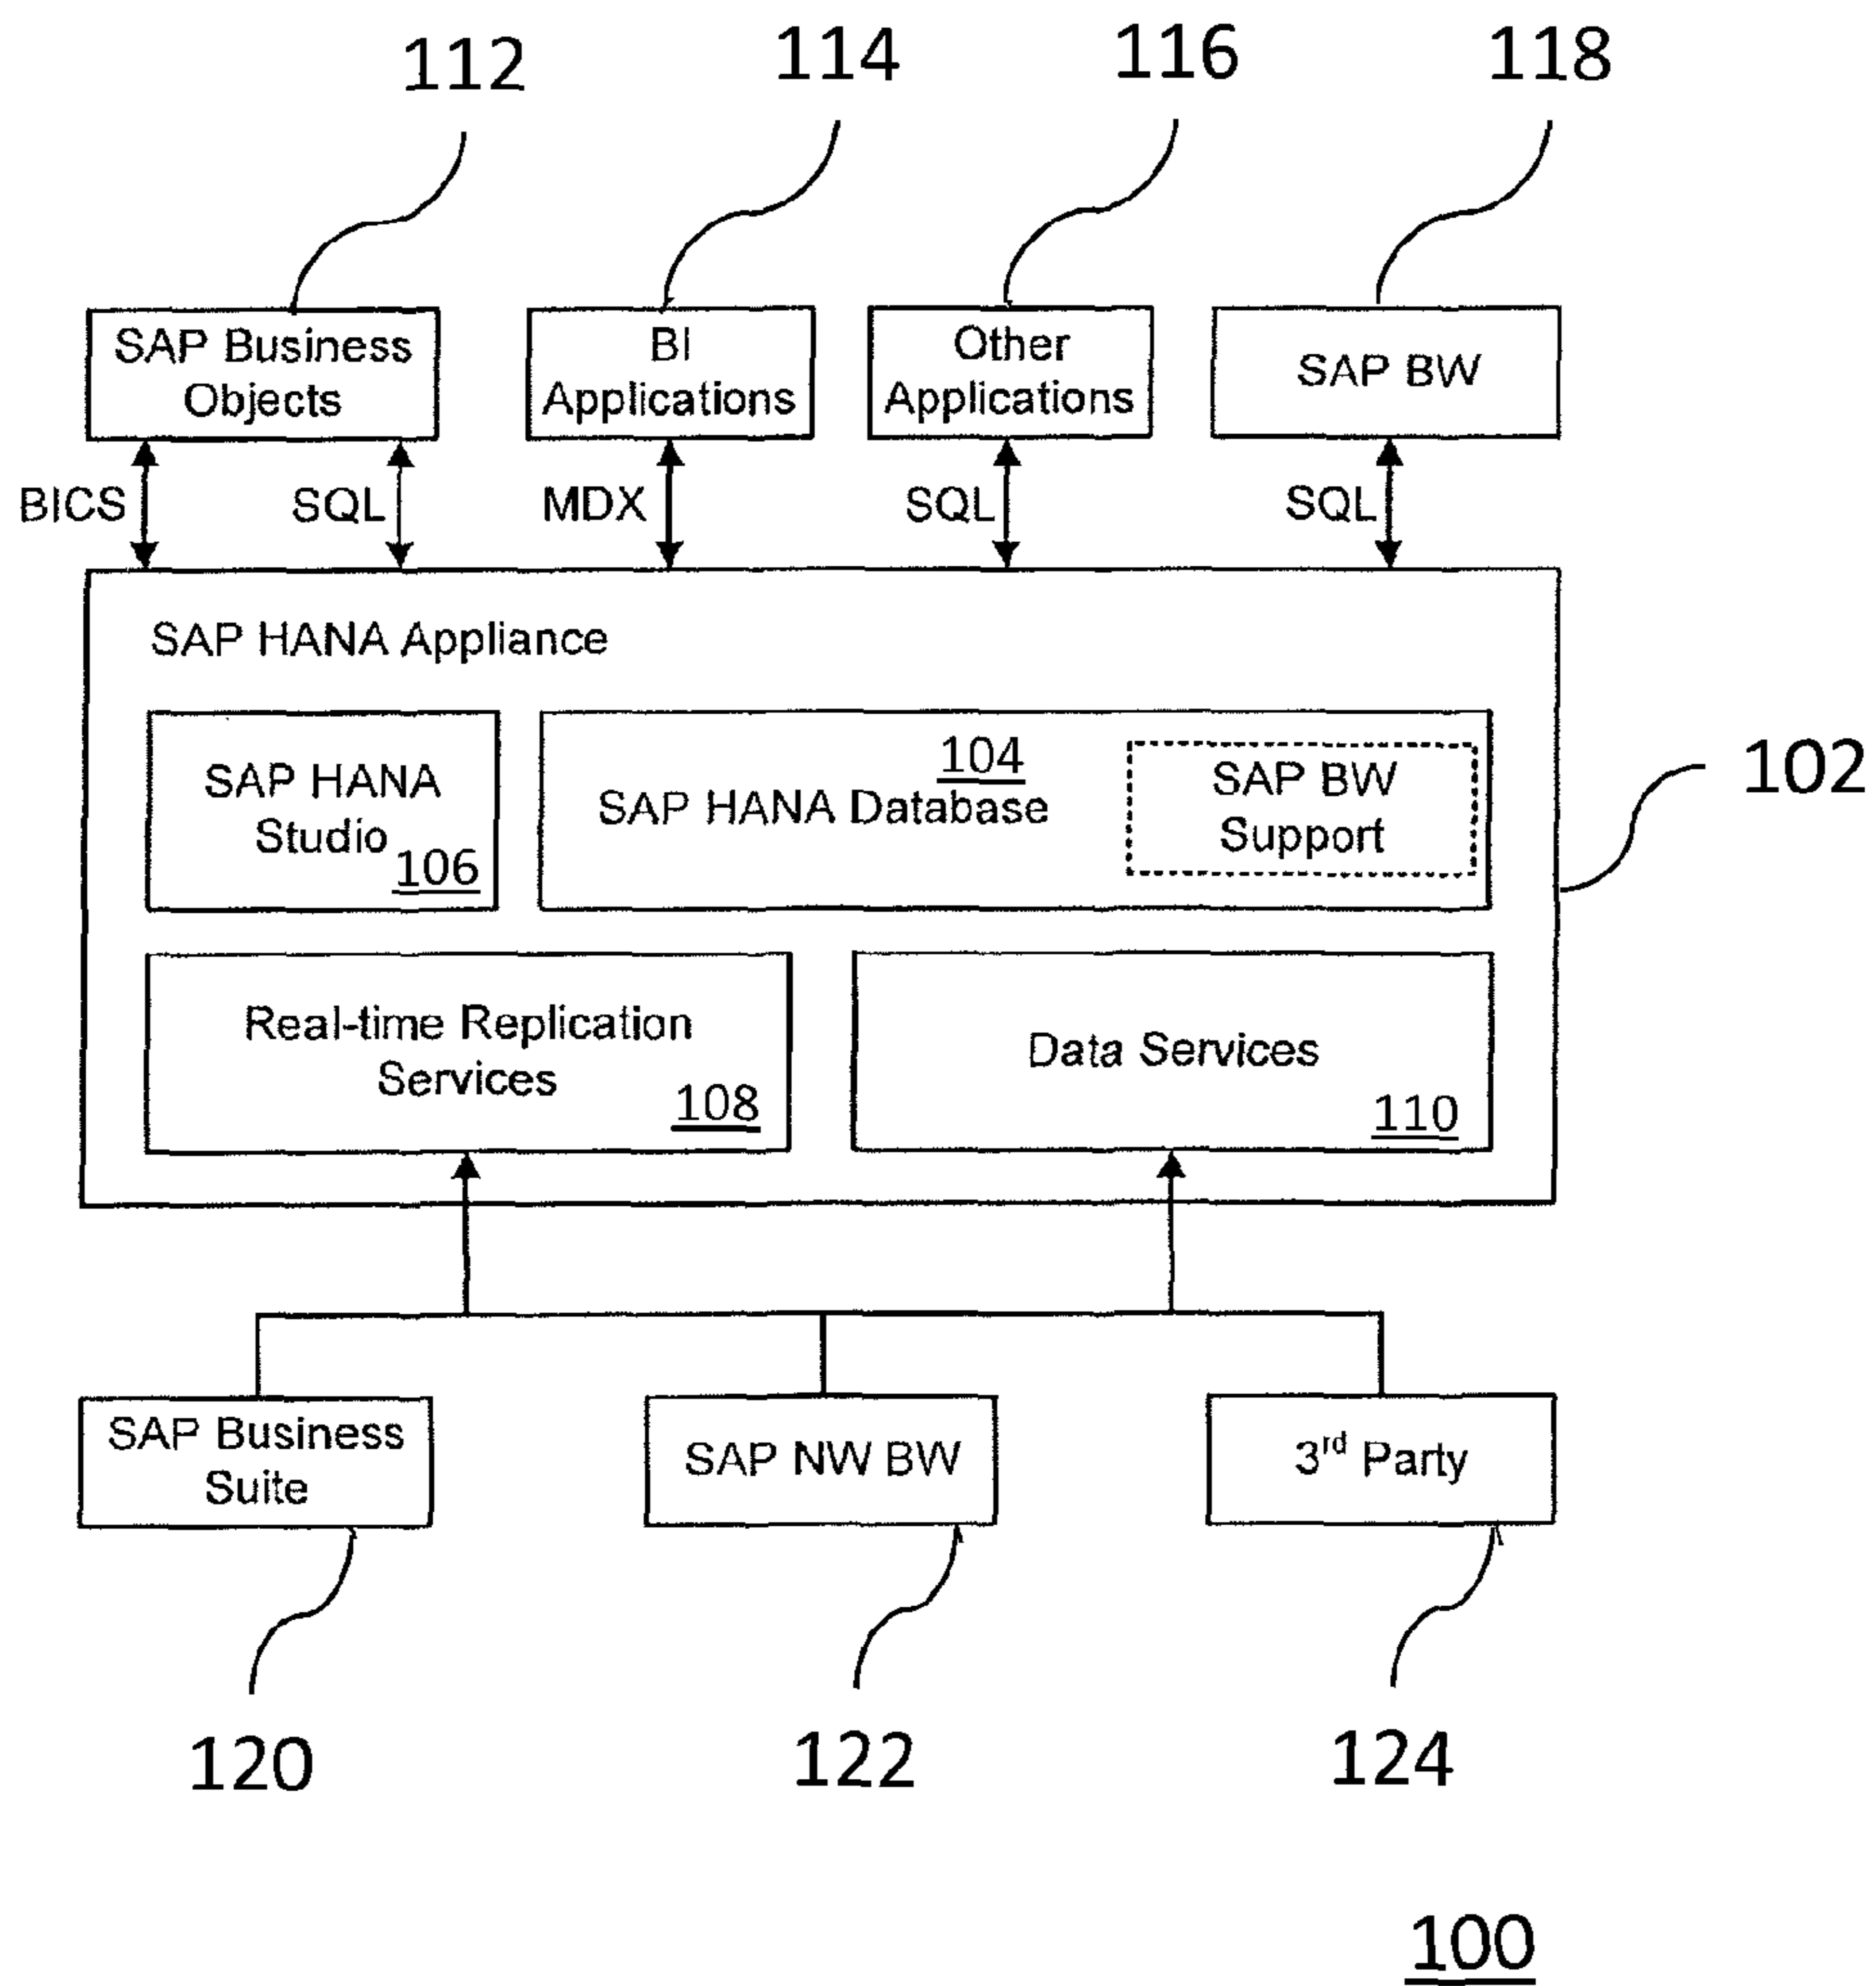 112
114
116
118
SAP Business
Objects
BI
Applications
Other
Applications
SAP BW
BICS
SQL
MDX
SQL
SQL
SAP HANA Appliance
SAP HANA
Studio
106
104
SAP HANA Database
SAP BW
Support
102
Real-time Replication
Services
108
Data Services
110
SAP Business
Suite
SAP NW BW
3rd Party
120
122
124
100